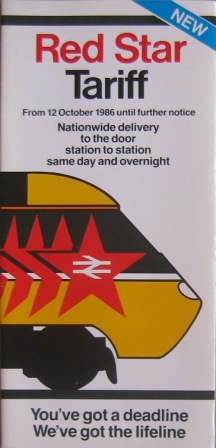 NEW
Red Star
Tariff
From 12 October 1986 until further notice
Nationwide delivery
to the door
station to station
same day and overnight
You've got a deadline
We've got the lifeline